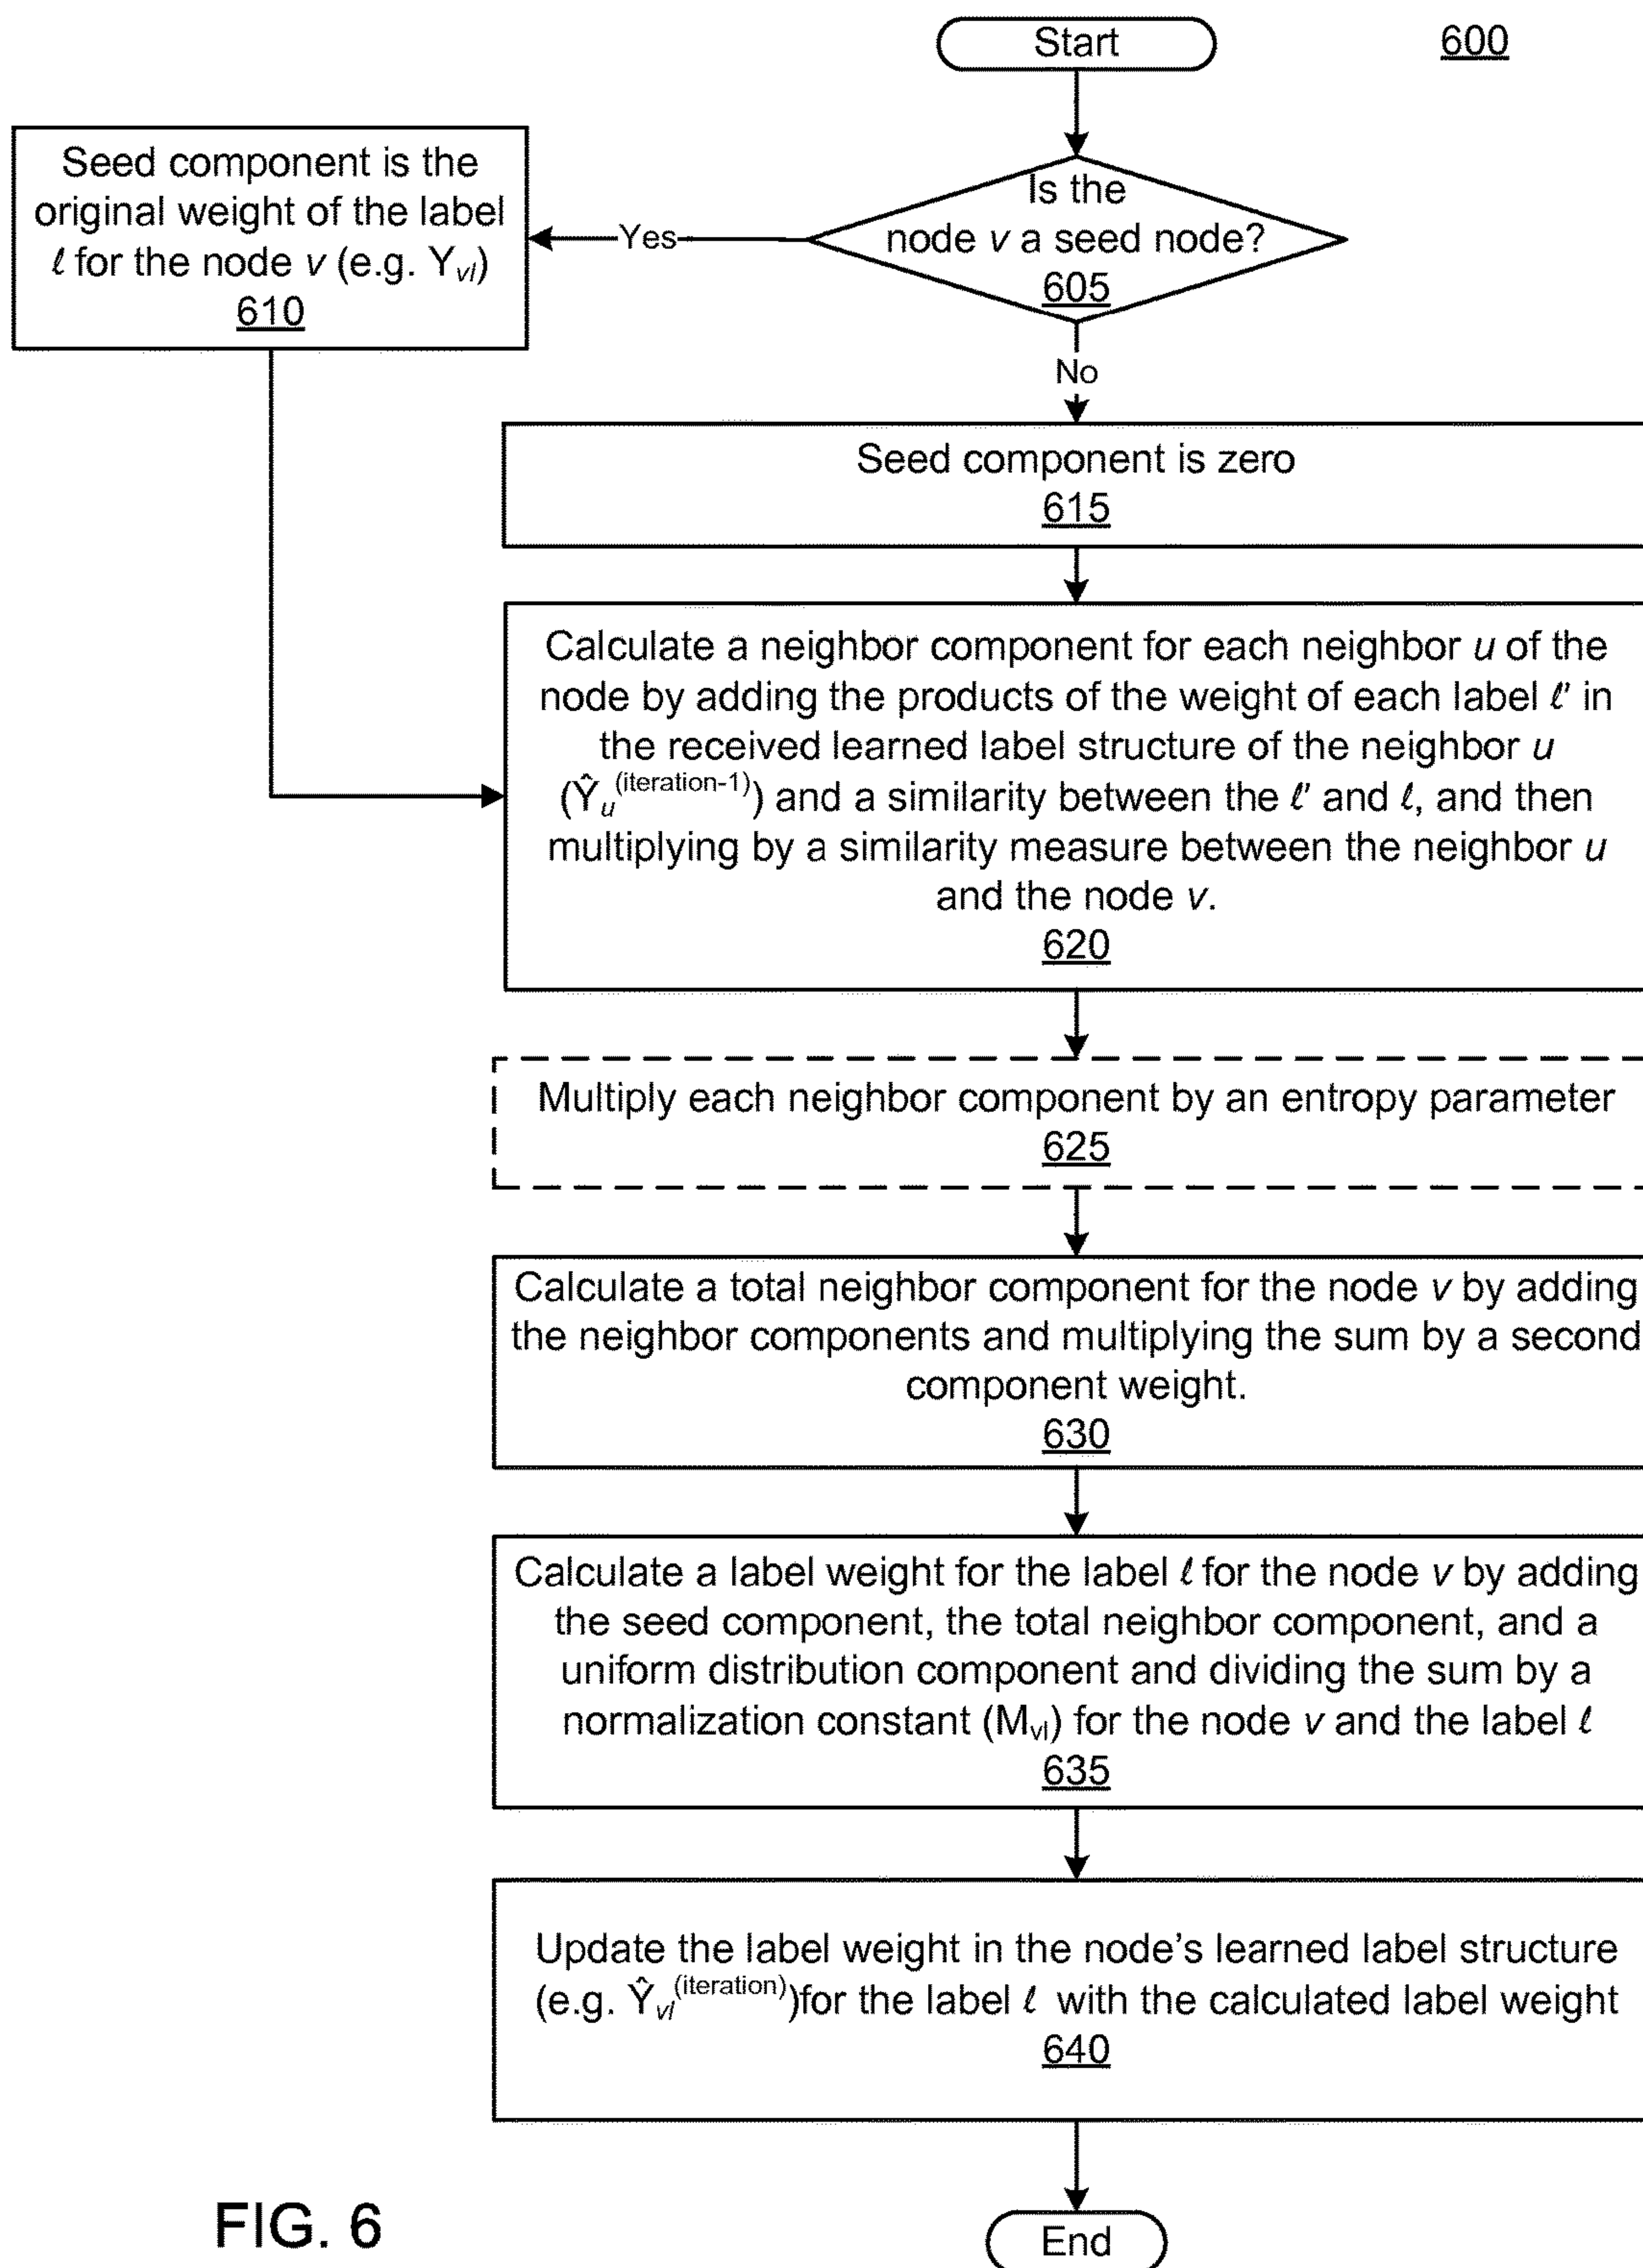 Start
600
Is the
node v a seed node?
605
Yes
Seed component is the
original weight of the label
ℓ for the node v (e.g. Yvl)
610
No
Seed component is zero
615
Calculate a neighbor component for each neighbor u of the
node by adding the products of the weight of each label ℓ' in
the received learned label structure of the neighbor u
(Ŷu(iteration-1)) and a similarity between the ℓ' and ℓ, and then
multiplying by a similarity measure between the neighbor u
and the node v.
620
Multiply each neighbor component by an entropy parameter
625
Calculate a total neighbor component for the node v by adding
the neighbor components and multiplying the sum by a second
component weight.
630
Calculate a label weight for the label ℓ for the node v by adding
the seed component, the total neighbor component, and a
uniform distribution component and dividing the sum by a
normalization constant (Mvl) for the node v and the label ℓ
635
Update the label weight in the node's learned label structure
(e.g. Ŷvl(iteration))for the label ℓ with the calculated label weight
640
End
FIG. 6